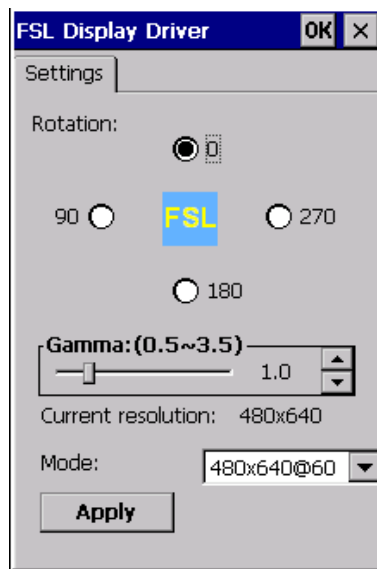 FSL Display Driver OK ×
Settings
Rotation:
0
90 FSL 270
180
Gamma:(0.5~3.5)
1.0
Current resolution: 480x640
Mode: 480x640@60
Apply